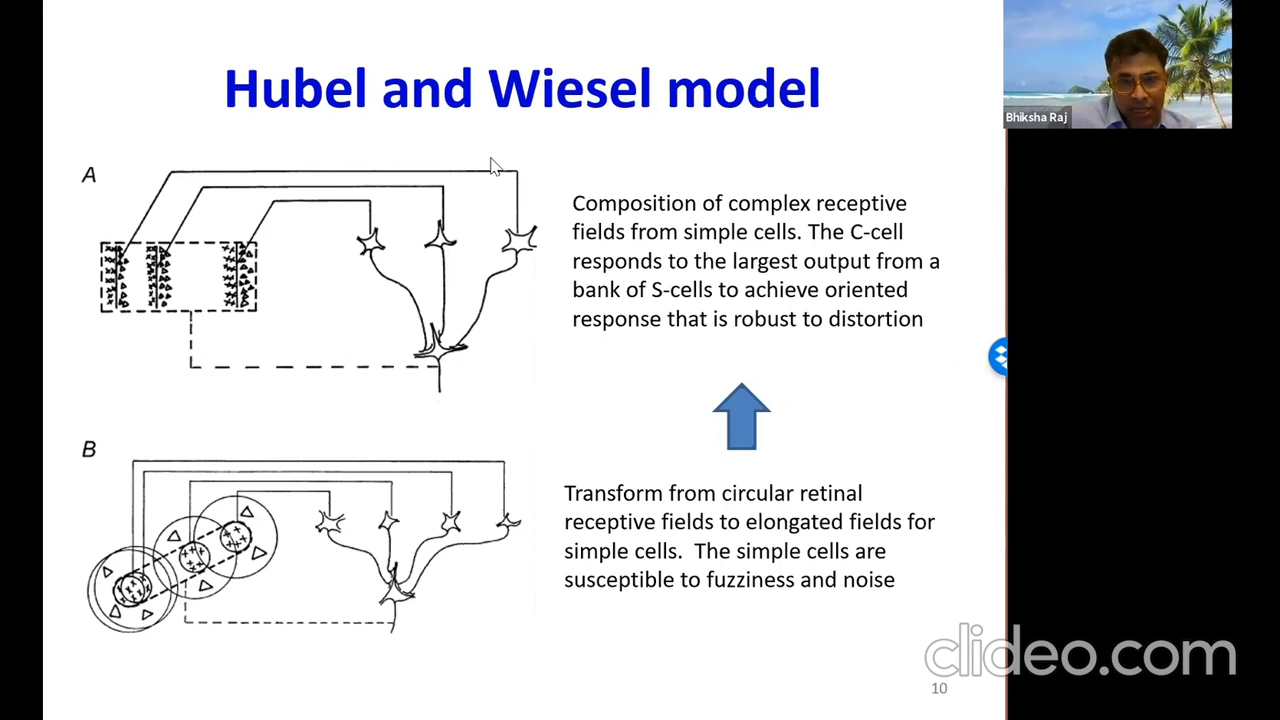 Hubel and Wiesel model
Bhiksha Raj
A
Composition of complex receptive
fields from simple cells. The C-cell
responds to the largest output from a
bank of S-cells to achieve oriented
response that is robust to distortion
B
Transform from circular retinal
receptive fields to elongated fields for
simple cells. The simple cells are
susceptible to fuzziness and noise
clideo.com
10